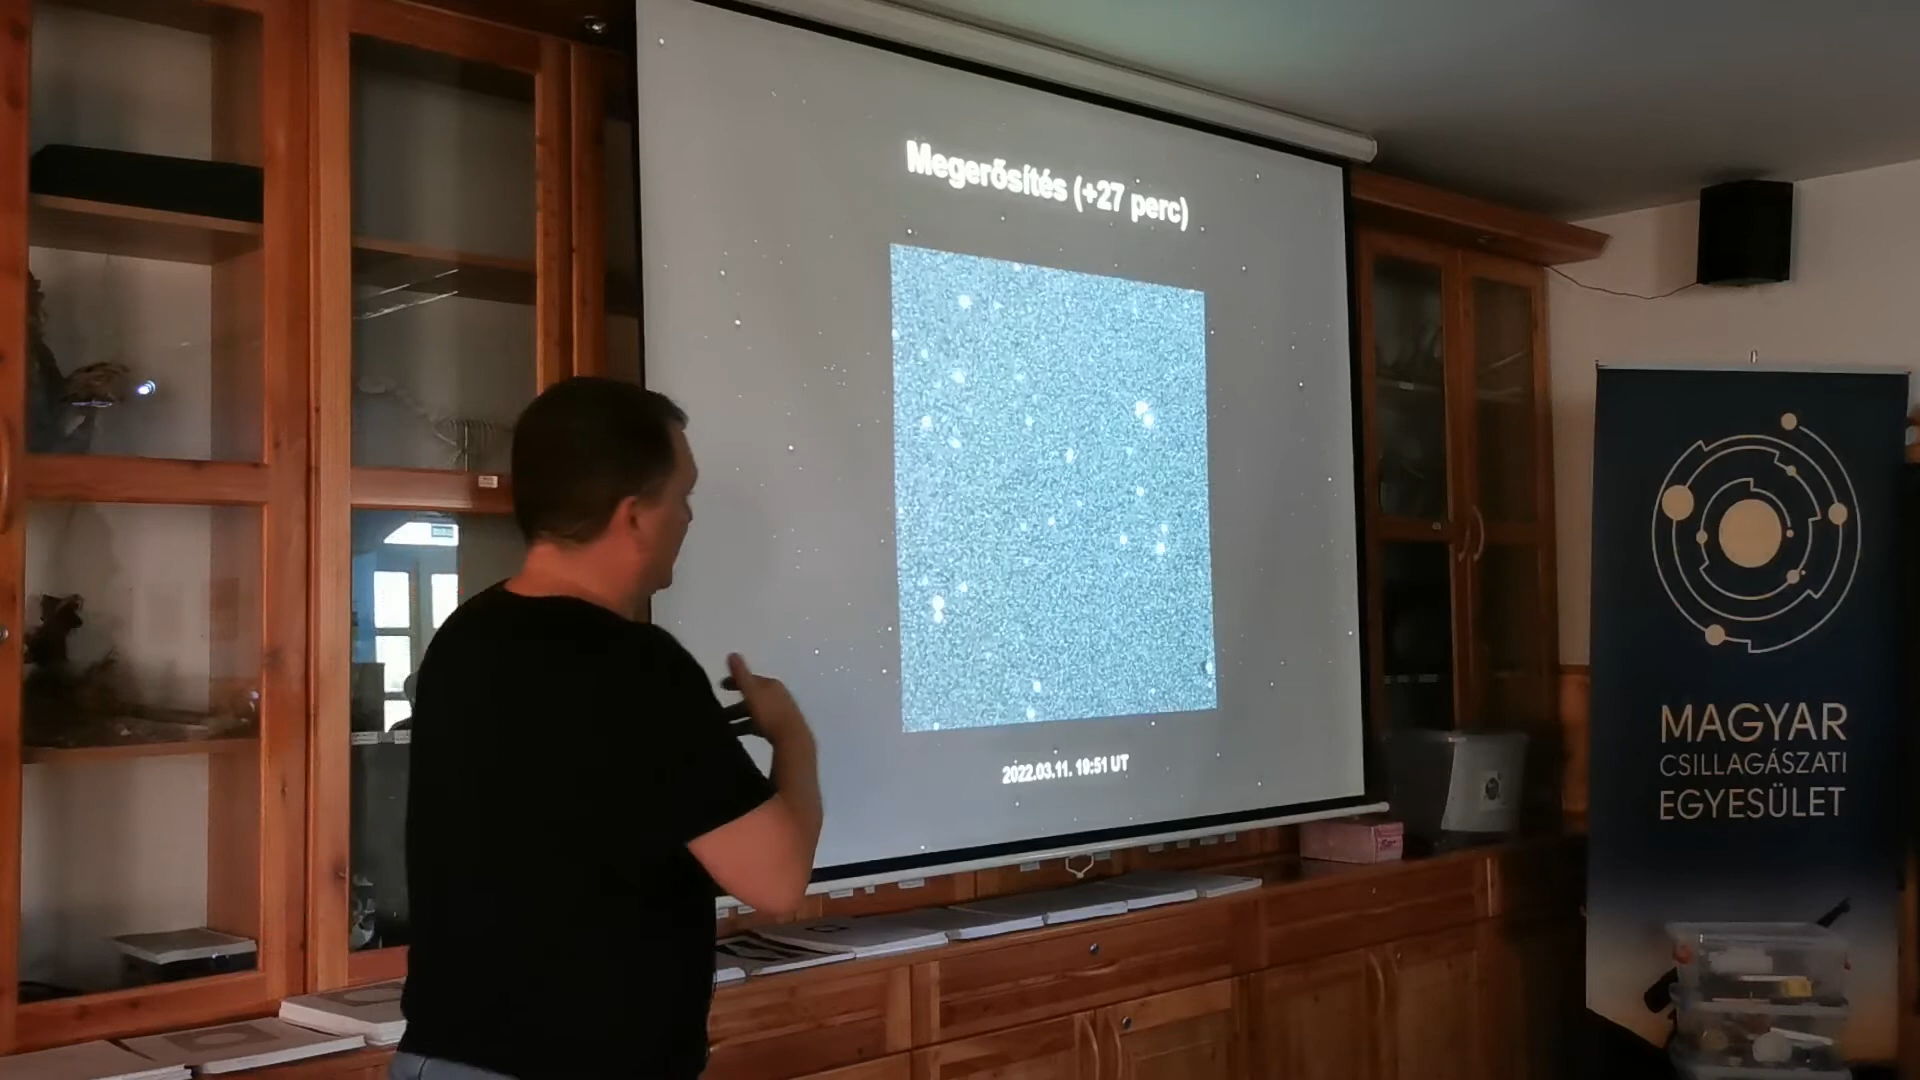 Megerősítés (+27 perc)
2022.03.11. 19:51 UT
MAGYAR
CSILLAGÁSZATI
EGYESÜLET